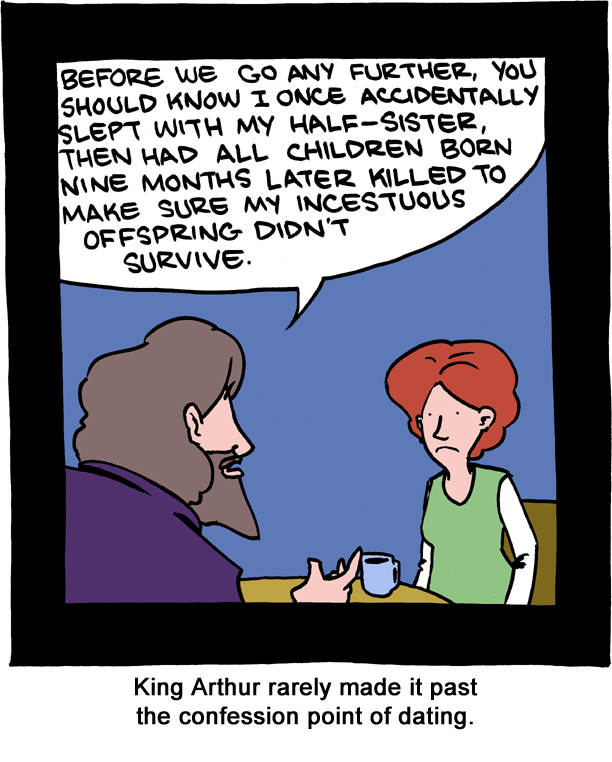 BEFORE WE GO ANY FURTHER, YOU
SHOULD KNOW I ONCE ACCIDENTALLY
SLEPT WITH MY HALF-SISTER,
THEN HAD ALL CHILDREN BORN
NINE MONTHS LATER KILLED TO
MAKE SURE MY INCESTUOUS
OFFSPRING DIDN'T
SURVIVE.
King Arthur rarely made it past
the confession point of dating.